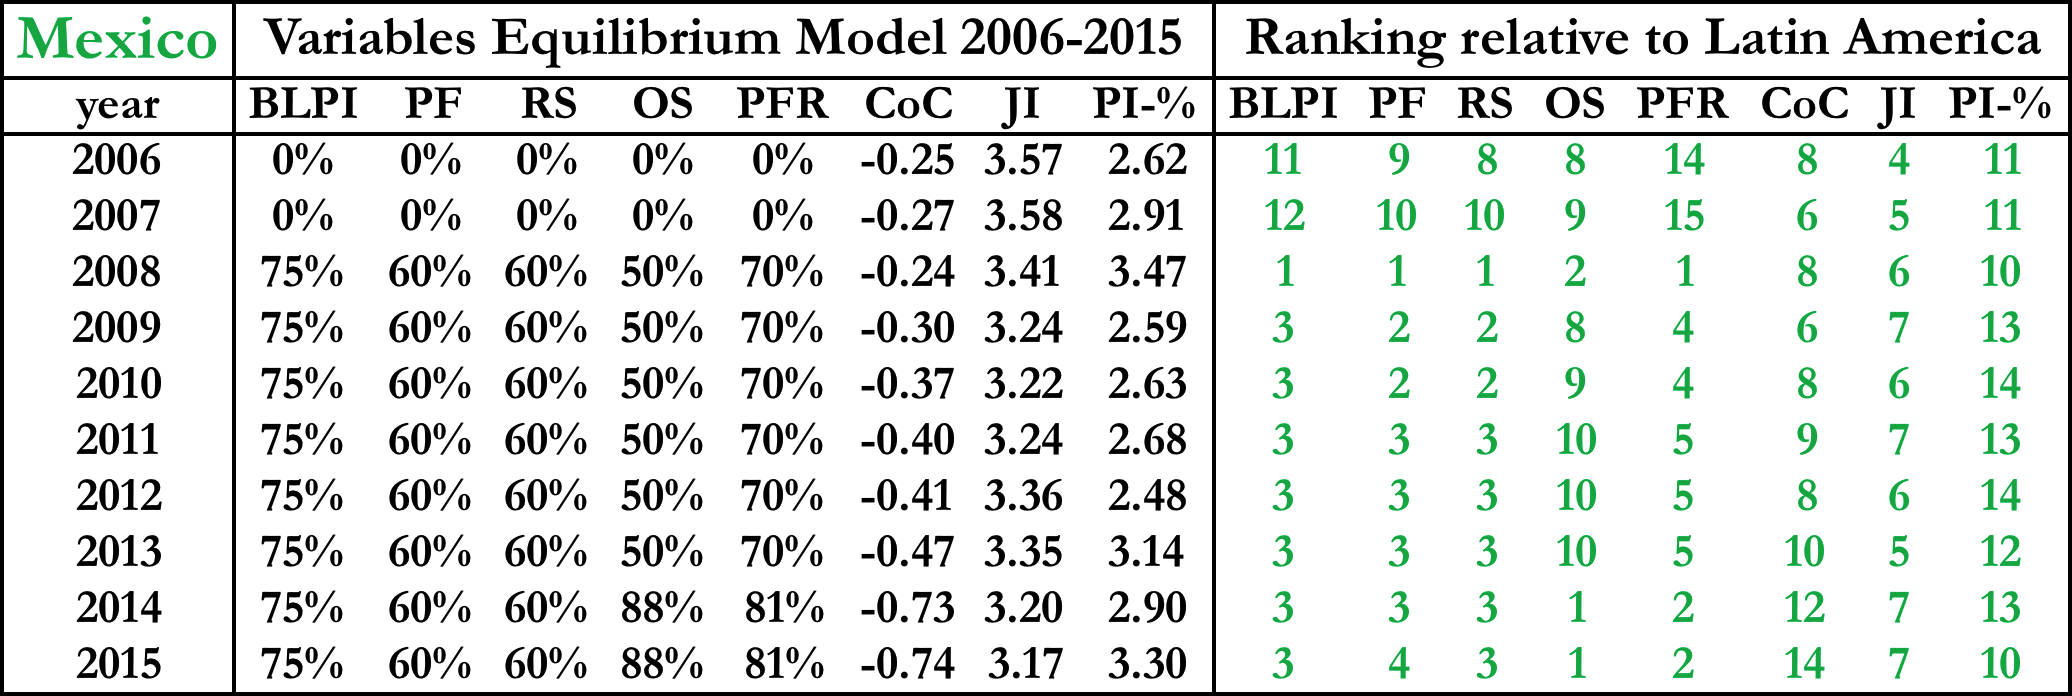 Mexico Variables Equilibrium Model 2006-2015 Ranking relative to Latin America
year BLPI PF RS OS PFR CoC JI PI-% BLPI PF RS OS PFR CoC JI PI-%
2006 0% 0% 0% 0% 0% -0.25 3.57 2.62 11 9 8 8 14 8 4 11
2007 0% 0% 0% 0% 0% -0.27 3.58 2.91 12 10 10 9 15 6 5 11
2008 75% 60% 60% 50% 70% -0.24 3.41 3.47 1 1 1 2 1 8 6 10
2009 75% 60% 60% 50% 70% -0.30 3.24 2.59 3 2 2 8 4 6 7 13
2010 75% 60% 60% 50% 70% -0.37 3.22 2.63 3 2 2 9 4 8 6 14
2011 75% 60% 60% 50% 70% -0.40 3.24 2.68 3 3 3 10 5 9 7 13
2012 75% 60% 60% 50% 70% -0.41 3.36 2.48 3 3 3 10 5 8 6 14
2013 75% 60% 60% 50% 70% -0.47 3.35 3.14 3 3 3 10 5 10 5 12
2014 75% 60% 60% 88% 81% -0.73 3.20 2.90 3 3 3 1 2 12 7 13
2015 75% 60% 60% 88% 81% -0.74 3.17 3.30 3 4 3 1 2 14 7 10